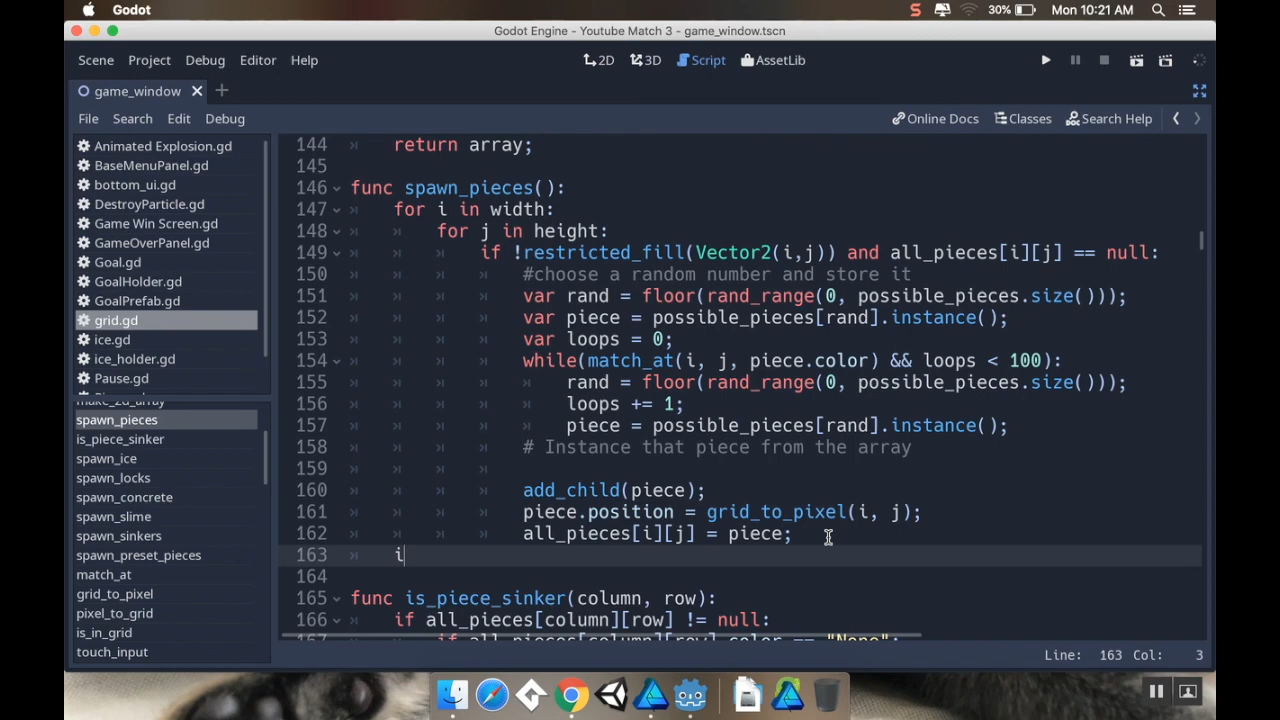 Godot
30%
Mon 10:21 AM
Godot Engine - Youtube Match 3 - game_window.tscn
Scene Project Debug Editor Help
2D 3D Script AssetLib
game_window
File Search Edit Debug
Online Docs Classes Search Help
Animated Explosion.gd
BaseMenuPanel.gd
bottom_ui.gd
DestroyParticle.gd
Game Win Screen.gd
GameOverPanel.gd
Goal.gd
GoalHolder.gd
GoalPrefab.gd
grid.gd
ice.gd
ice_holder.gd
Pause.gd
make_2d_array
spawn_pieces
is_piece_sinker
spawn_ice
spawn_locks
spawn_concrete
spawn_slime
spawn_sinkers
spawn_preset_pieces
match_at
grid_to_pixel
pixel_to_grid
is_in_grid
touch_input
144 return array;
145
146 func spawn_pieces():
147 for i in width:
148 for j in height:
149 if !restricted_fill(Vector2(i,j)) and all_pieces[i][j] == null:
150 #choose a random number and store it
151 var rand = floor(rand_range(0, possible_pieces.size()));
152 var piece = possible_pieces[rand].instance();
153 var loops = 0;
154 while(match_at(i, j, piece.color) && loops < 100):
155 rand = floor(rand_range(0, possible_pieces.size()));
156 loops += 1;
157 piece = possible_pieces[rand].instance();
158 # Instance that piece from the array
159
160 add_child(piece);
161 piece.position = grid_to_pixel(i, j);
162 all_pieces[i][j] = piece;
163 i
164
165 func is_piece_sinker(column, row):
166 if all_pieces[column][row] != null:
167 if all_pieces[column][row].color == "None":
Line: 163 Col: 3